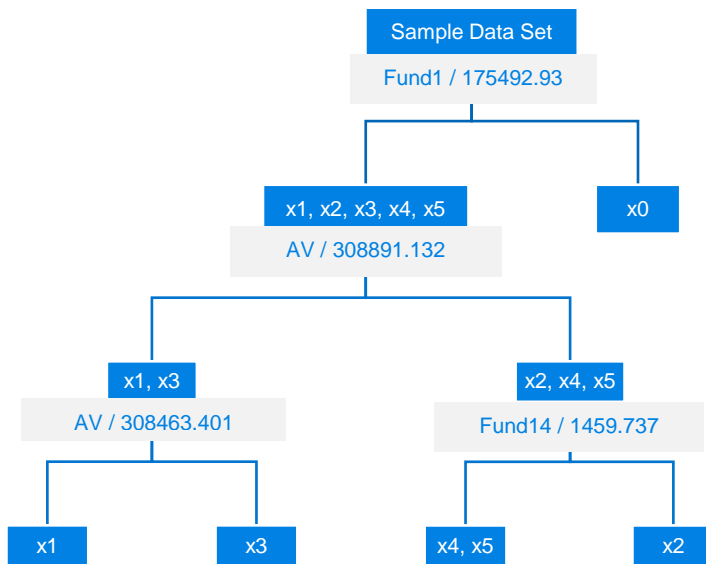 Sample Data Set
Fund1 / 175492.93
x1, x2, x3, x4, x5
x0
AV / 308891.132
x1, x3
x2, x4, x5
AV / 308463.401
Fund14 / 1459.737
x1
x3
x4, x5
x2